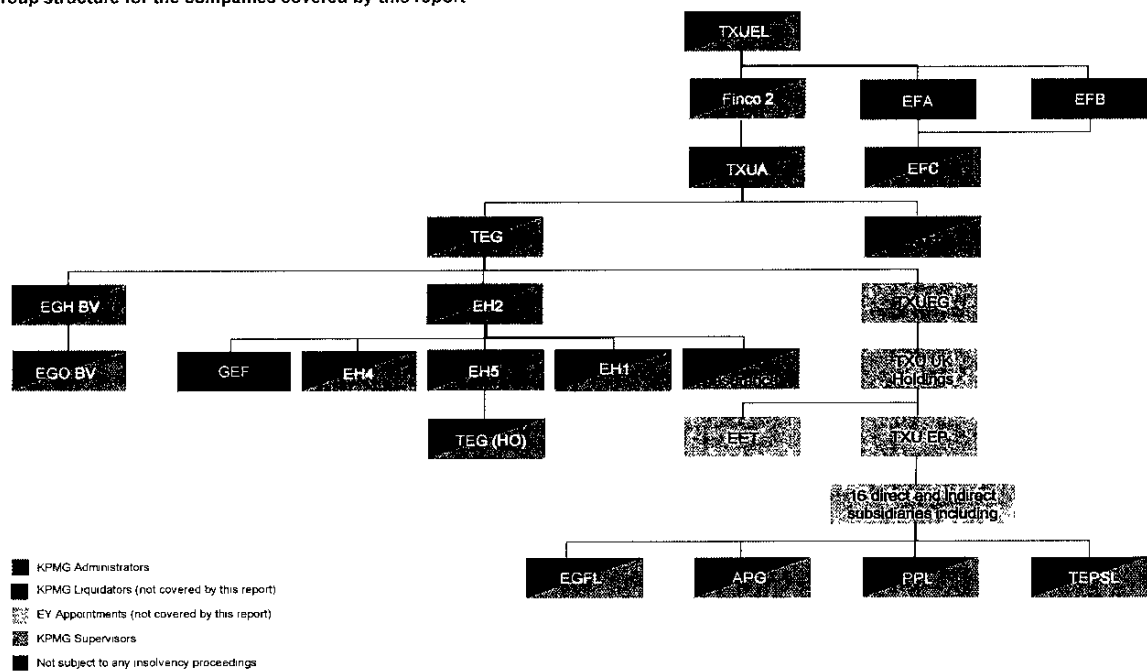 roup structure for the companies covered by this report
TXUEL
Finco 2
EFA
EFB
TXUA
EFC
TEG
EGH BV
EH2
TXUEG
EGO BV
GEF
EH4
EH5
EH1
TXU UK
Holdings
TEG (HO)
EET
TXU EP
16 direct and indirect
subsidiaries including
EGFL
APG
PPL
TEPSL
KPMG Administrators
KPMG Liquidators (not covered by this report)
EY Appointments (not covered by this report)
KPMG Supervisors
Not subject to any insolvency proceedings